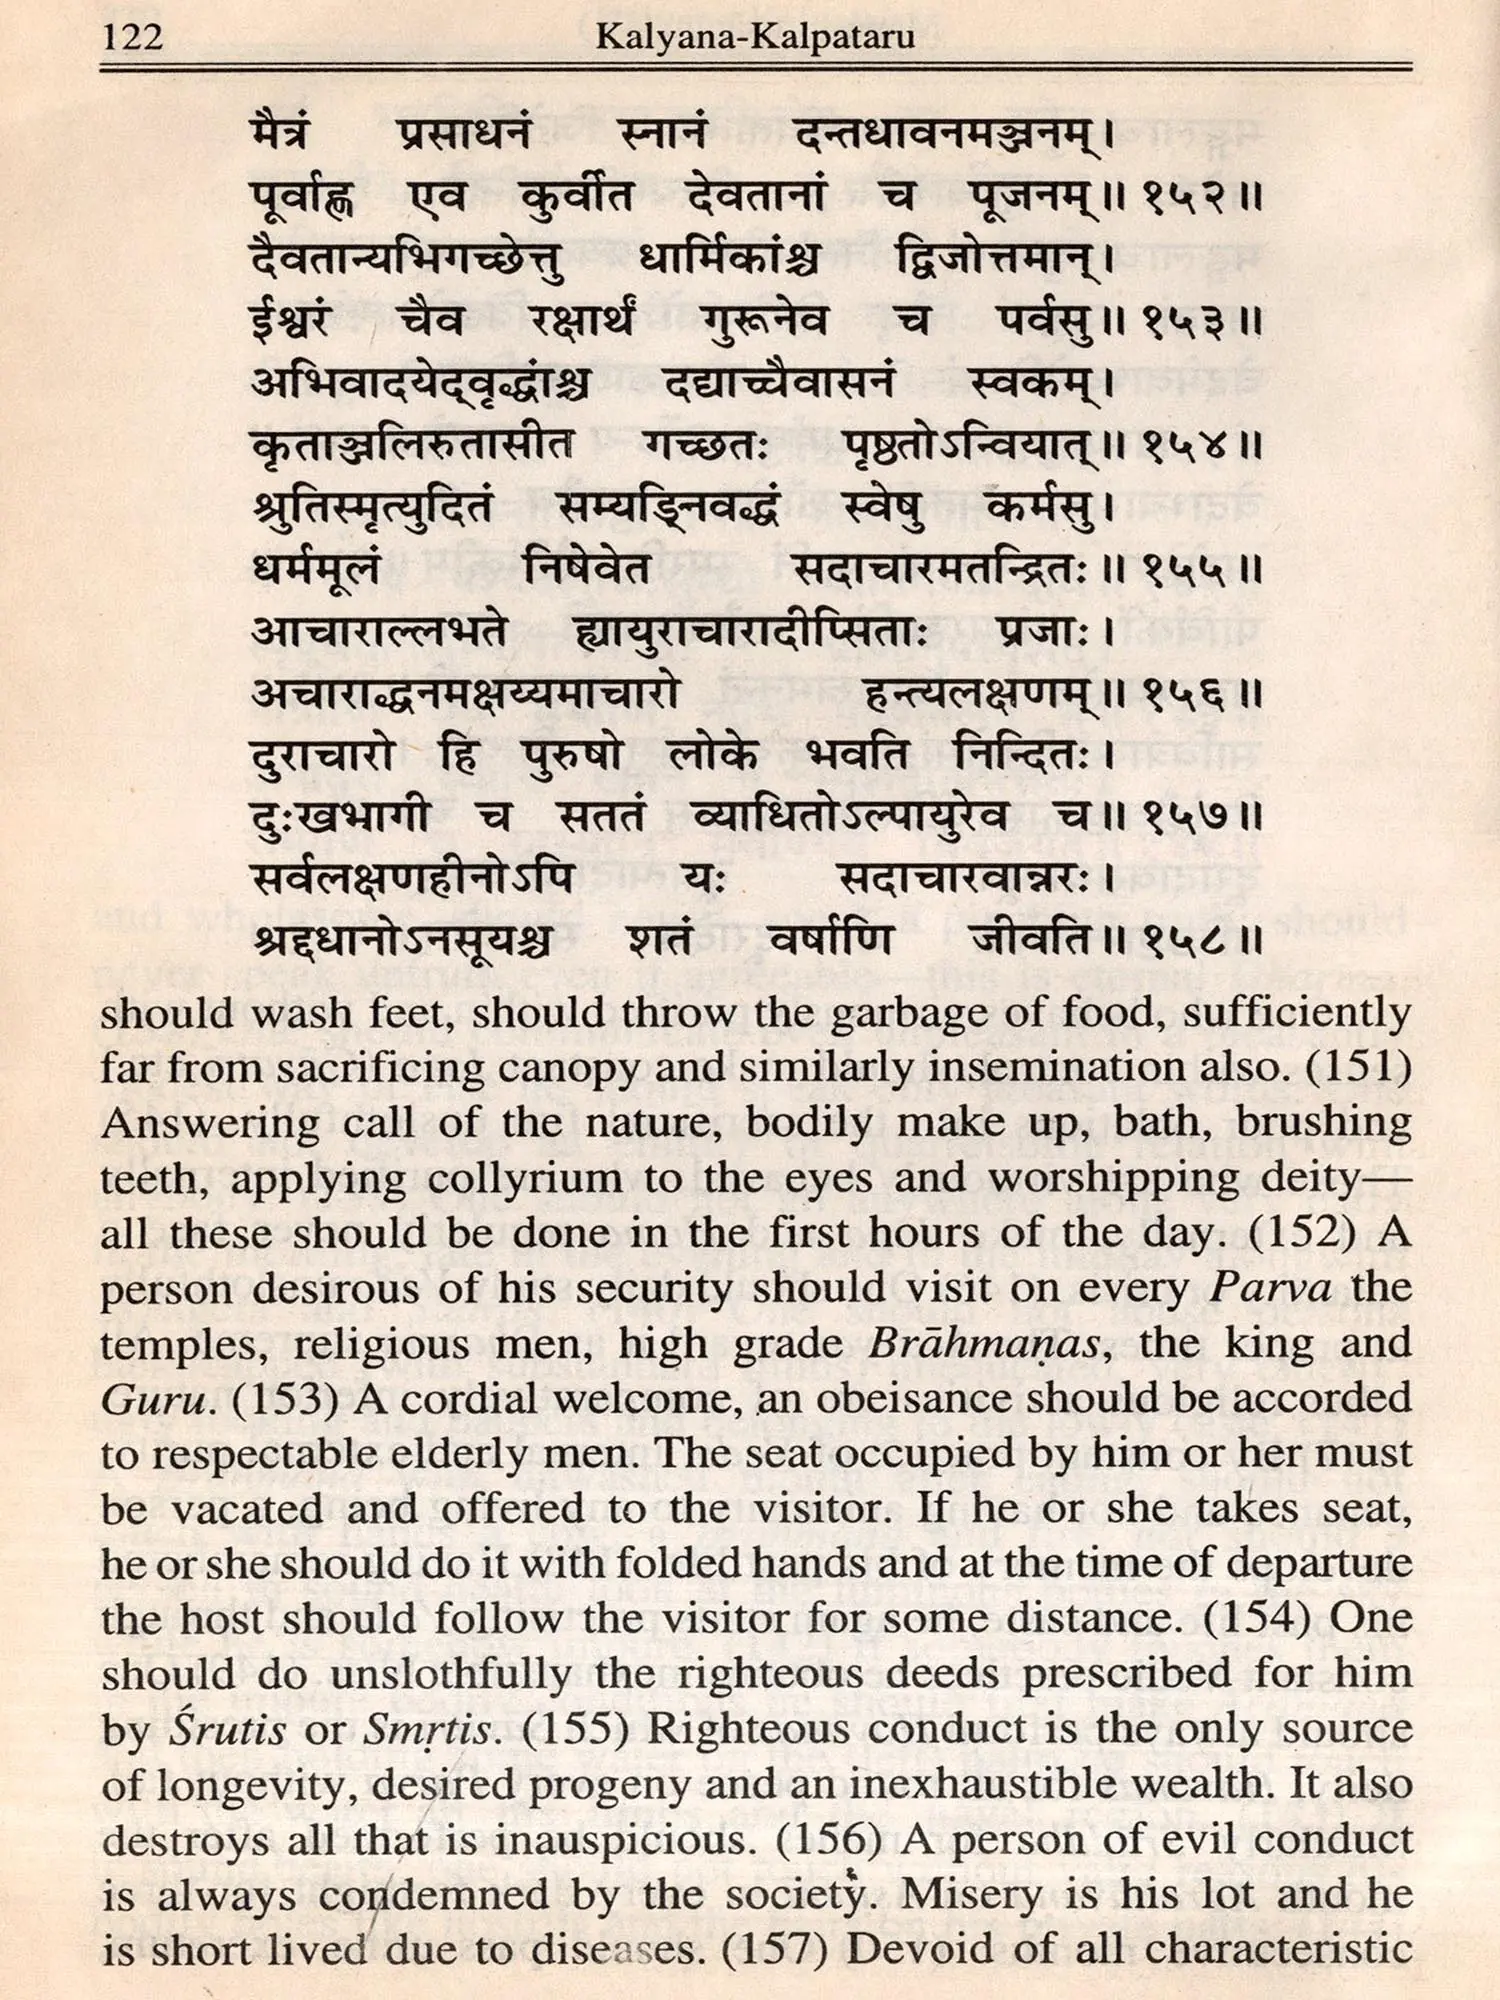 122
Kalyana-Kalpataru
मैत्रं प्रसाधनं स्नानं दन्तधावनमञ्जनम्।
पूर्वाह्ण एव कुर्वीत देवतानां च पूजनम्॥ १५२॥
दैवतान्यभिगच्छेत्तु धार्मिकांश्च द्विजोत्तमान्।
ईश्वरं चैव रक्षार्थं गुरूनेव च पर्वसु॥ १५३॥
अभिवादयेद्‌वृद्धांश्च दद्याच्चैवासनं स्वकम्।
कृताञ्जलिरुतासीत गच्छतः पृष्ठतोऽन्वियात्॥ १५४॥
श्रुतिस्मृत्युदितं सम्यङ्निवद्धं स्वेषु कर्मसु।
धर्ममूलं निषेवेत सदाचारमतन्द्रितः॥ १५५॥
आचाराल्लभते ह्यायुराचारादीप्सिताः प्रजाः।
अचाराद्धनमक्षय्यमाचारो हन्त्यलक्षणम्॥ १५६॥
दुराचारो हि पुरुषो लोके भवति निन्दितः।
दुःखभागी च सततं व्याधितोऽल्पायुरेव च॥ १५७॥
सर्वलक्षणहीनोऽपि यः सदाचारवान्नरः।
श्रद्दधानोऽनसूयश्च शतं वर्षाणि जीवति॥ १५८॥
should wash feet, should throw the garbage of food, sufficiently
far from sacrificing canopy and similarly insemination also. (151)
Answering call of the nature, bodily make up, bath, brushing
teeth, applying collyrium to the eyes and worshipping deity—
all these should be done in the first hours of the day. (152) A
person desirous of his security should visit on every Parva the
temples, religious men, high grade Brāhmaṇas, the king and
Guru. (153) A cordial welcome, an obeisance should be accorded
to respectable elderly men. The seat occupied by him or her must
be vacated and offered to the visitor. If he or she takes seat,
he or she should do it with folded hands and at the time of departure
the host should follow the visitor for some distance. (154) One
should do unslothfully the righteous deeds prescribed for him
by Śrutis or Smṛtis. (155) Righteous conduct is the only source
of longevity, desired progeny and an inexhaustible wealth. It also
destroys all that is inauspicious. (156) A person of evil conduct
is always condemned by the society. Misery is his lot and he
is short lived due to diseases. (157) Devoid of all characteristic